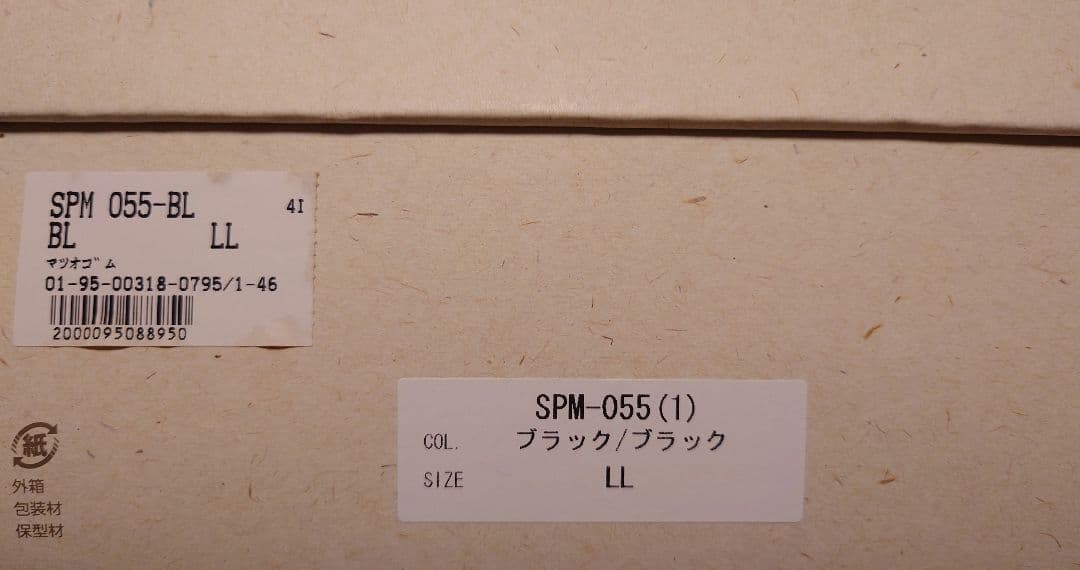 SPM 055-BL 4I
BL LL
マツオゴム
01-95-00318-0795/1-46
2000095088950
SPM-055(1)
COL. ブラック/ブラック
SIZE LL
紙
外箱
包装材
保型材